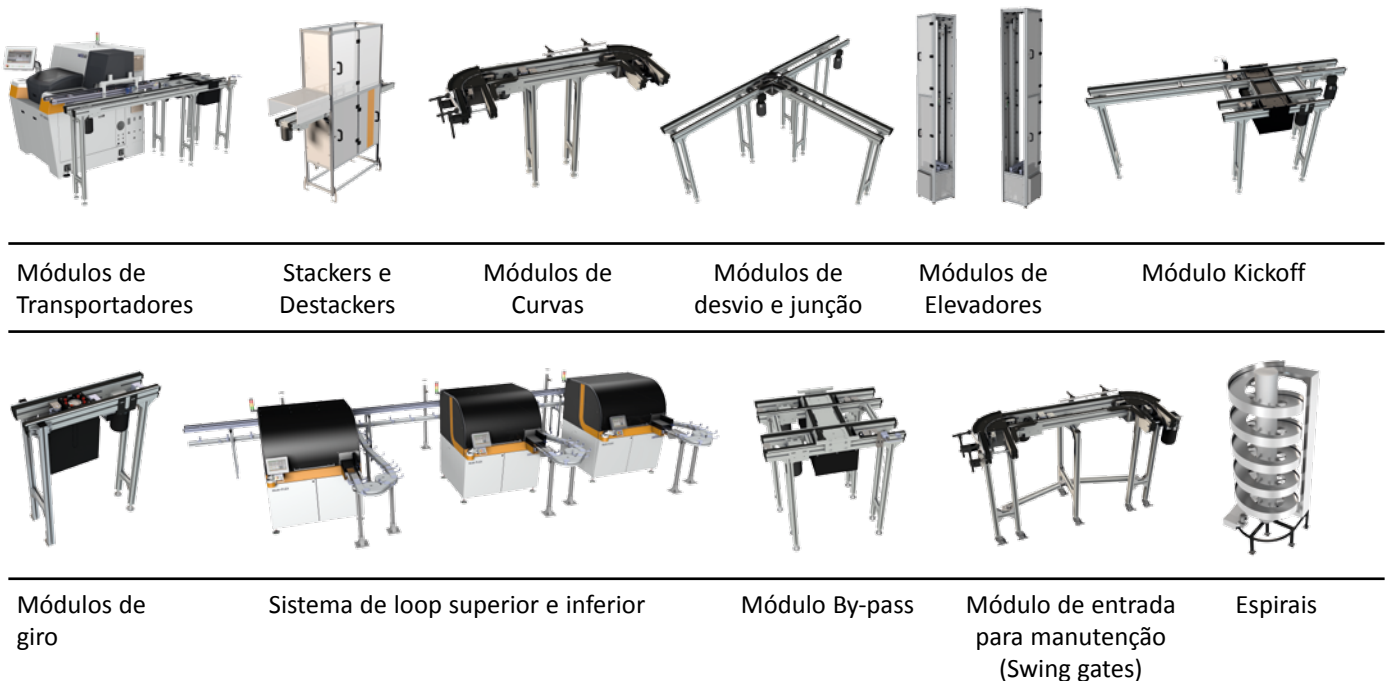 Módulos de
Transportadores
Stackers e
Destackers
Módulos de
Curvas
Módulos de
desvio e junção
Módulos de
Elevadores
Módulo Kickoff
Módulos de
giro
Sistema de loop superior e inferior
Módulo By-pass
Módulo de entrada
para manutenção
(Swing gates)
Espirais